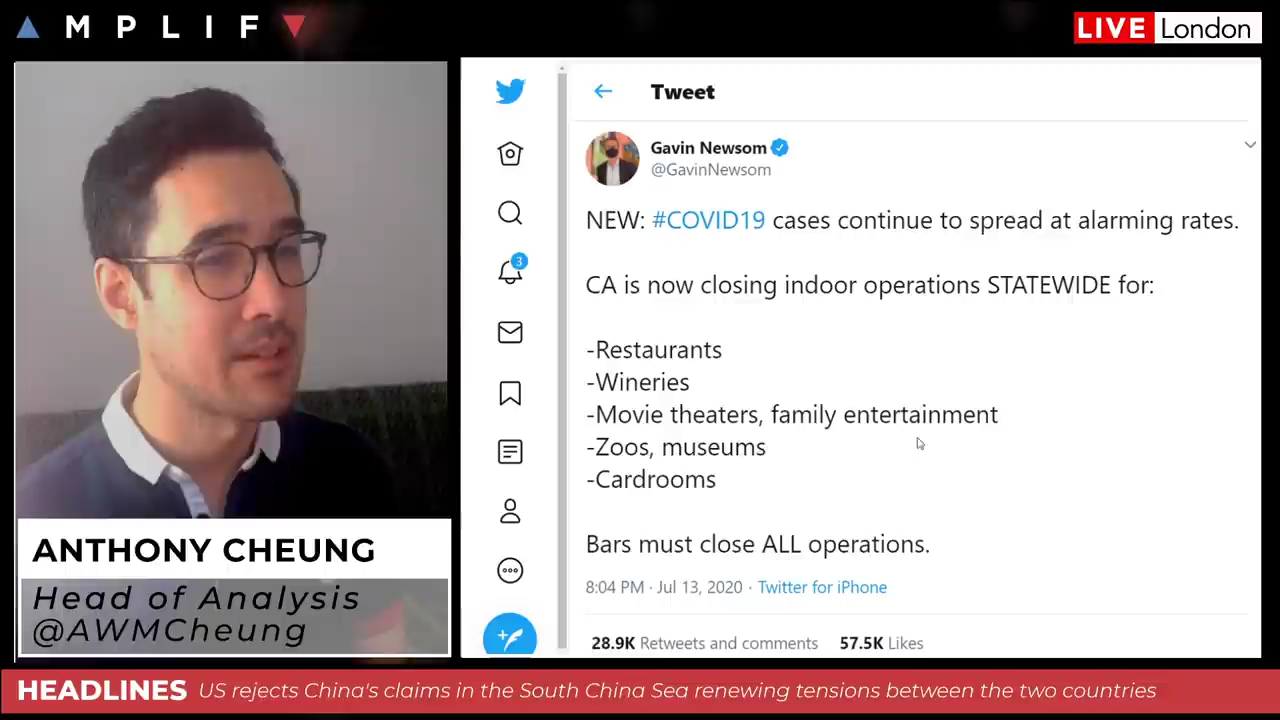 AMPLIFY
LIVE London
Tweet
Gavin Newsom
@GavinNewsom
NEW: #COVID19 cases continue to spread at alarming rates.
CA is now closing indoor operations STATEWIDE for:
-Restaurants
-Wineries
-Movie theaters, family entertainment
-Zoos, museums
-Cardrooms
Bars must close ALL operations.
8:04 PM · Jul 13, 2020 · Twitter for iPhone
28.9K Retweets and comments 57.5K Likes
3
ANTHONY CHEUNG
Head of Analysis
@AWMCheung
HEADLINES US rejects China's claims in the South China Sea renewing tensions between the two countries